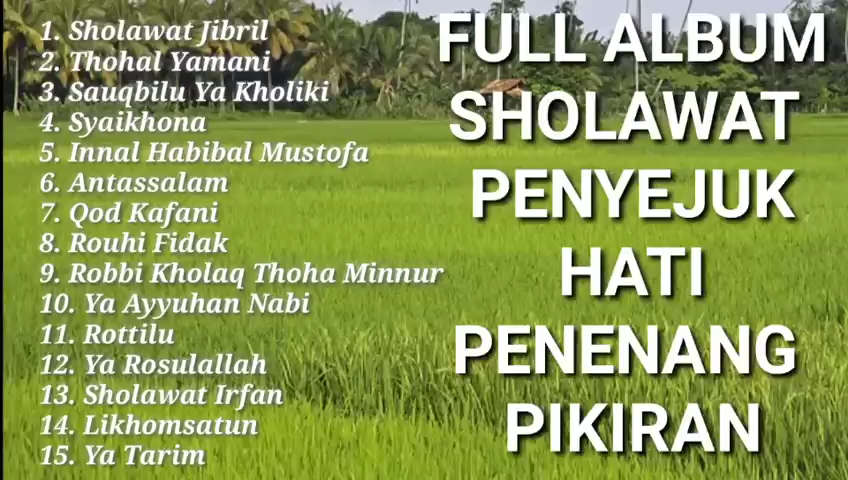 1. Sholawat Jibril
2. Thohal Yamani
3. Sauqbilu Ya Kholiki
4. Syaikhona
5. Innal Habibal Mustofa
6. Antassalam
7. Qod Kafani
8. Rouhi Fidak
9. Robbi Kholaq Thoha Minnur
10. Ya Ayyuhan Nabi
11. Rottilu
12. Ya Rosulallah
13. Sholawat Irfan
14. Likhomsatun
15. Ya Tarim
FULL ALBUM
SHOLAWAT
PENYEJUK
HATI
PENENANG
PIKIRAN